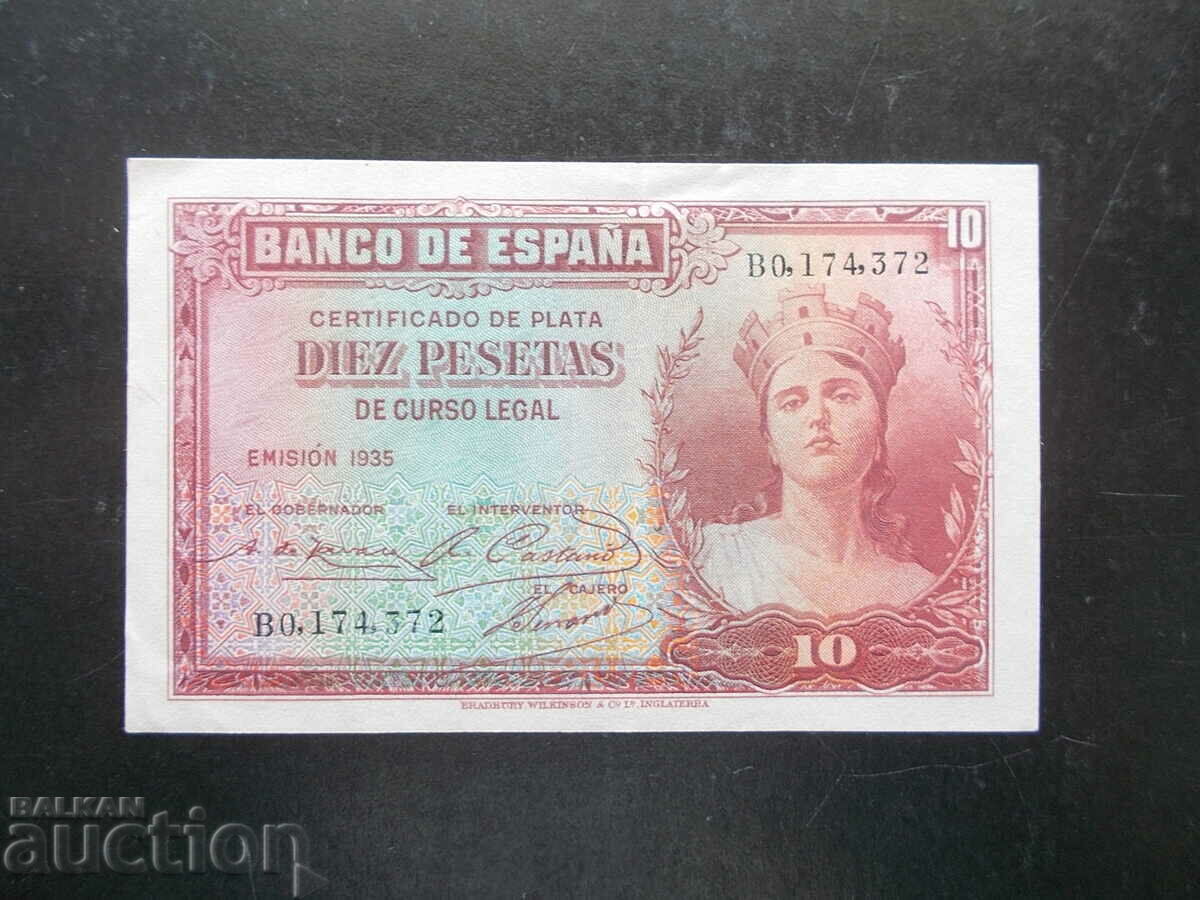 BANCO DE ESPAÑA
10
B0,174,372
CERTIFICADO DE PLATA
DIEZ PESETAS
DE CURSO LEGAL
EMISIÓN 1935
EL GOBERNADOR EL INTERVENTOR
EL CAJERO
B0,174,372
10
BRADBURY, WILKINSON & Cº Lᵈ. INGLATERRA
BALKAN
auction